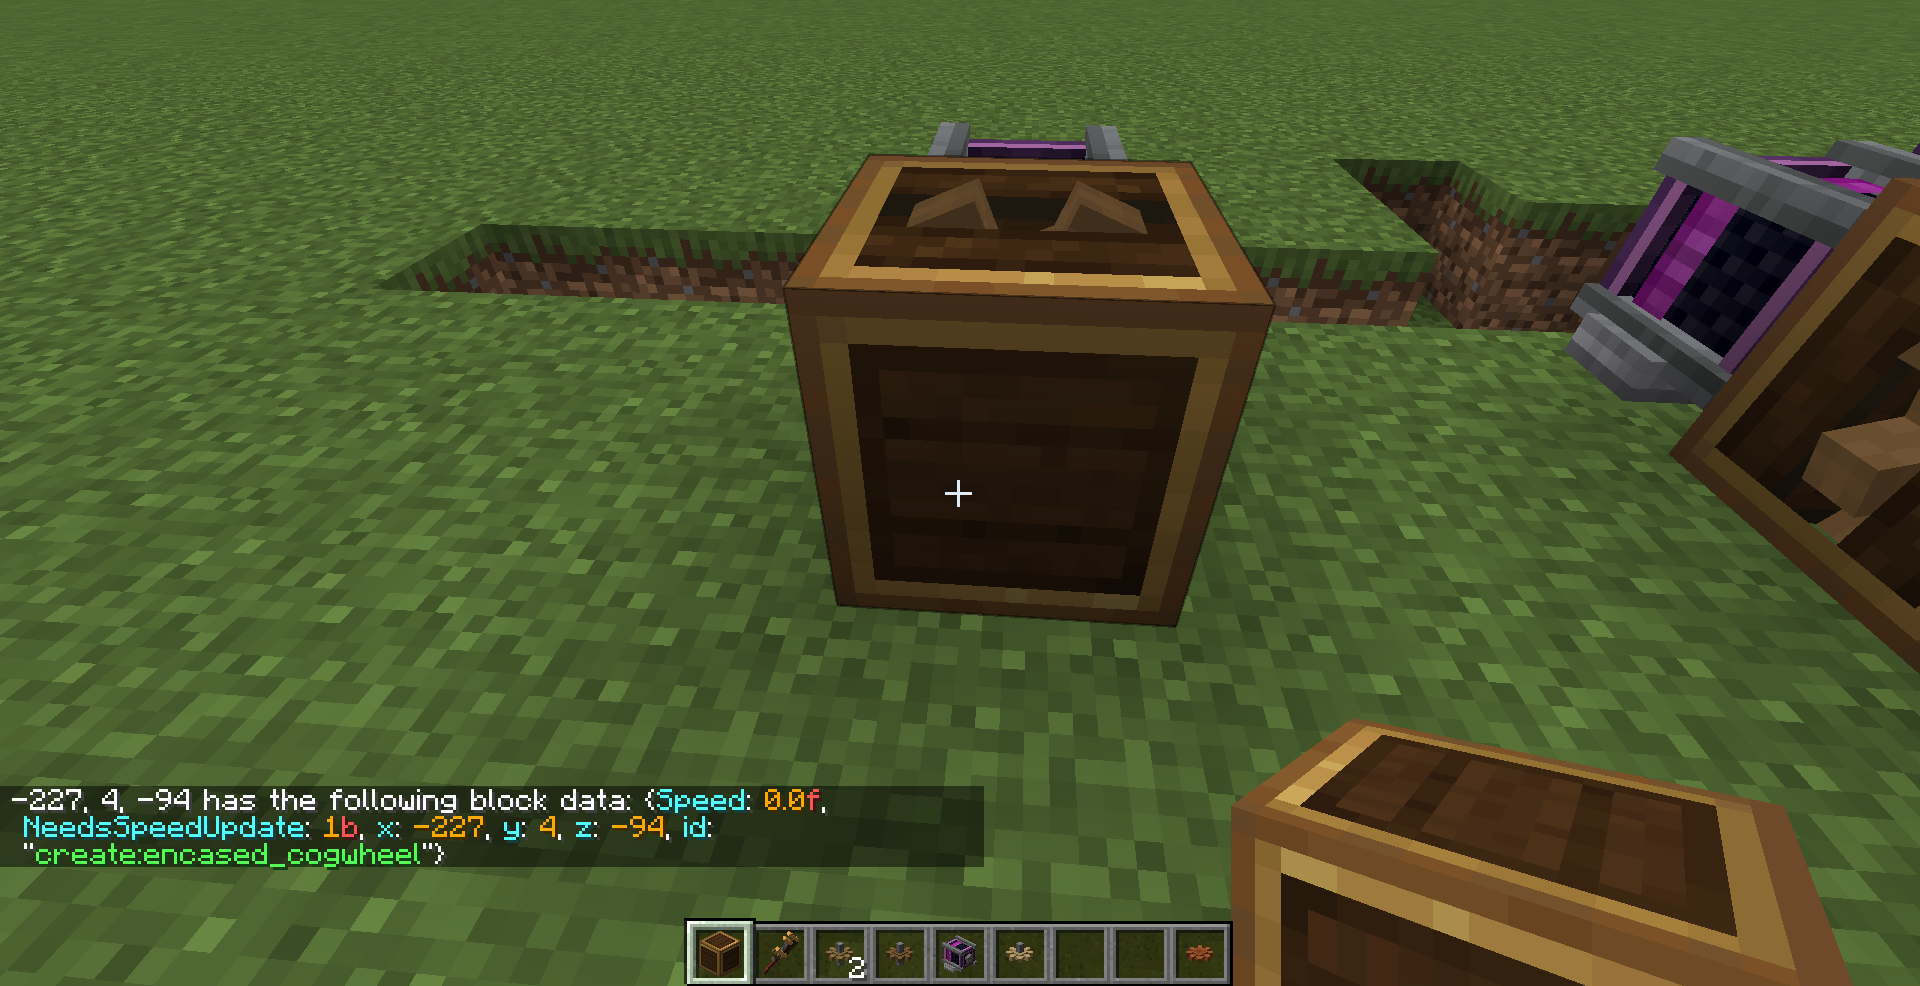 -227, 4, -94 has the following block data: {Speed: 0.0f,
NeedsSpeedUpdate: 1b, x: -227, y: 4, z: -94, id:
"create:encased_cogwheel"}
2